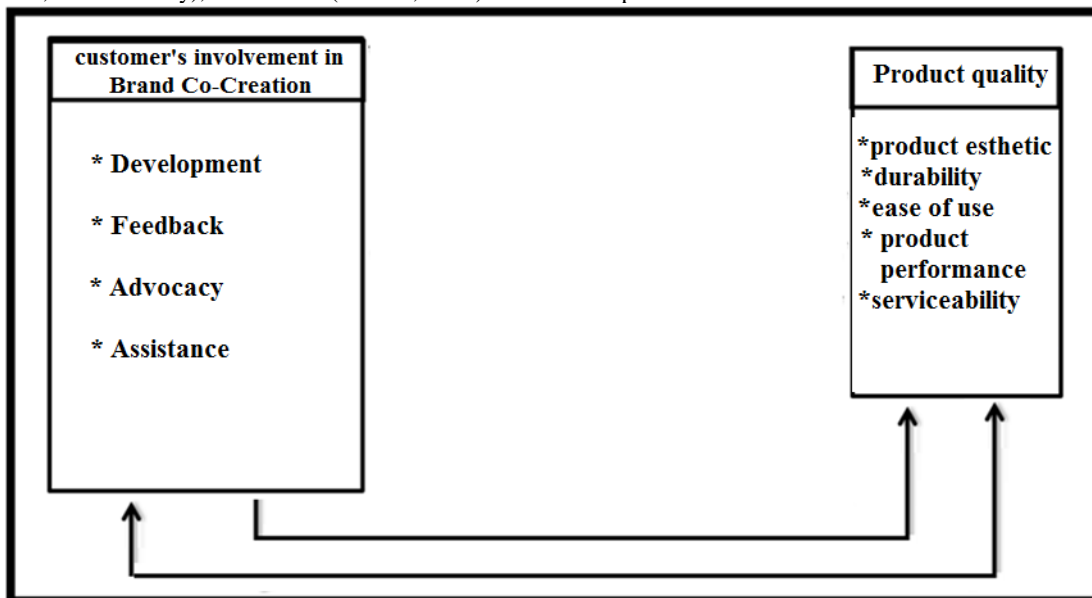 customer's involvement in
Brand Co-Creation
* Development
* Feedback
* Advocacy
* Assistance
Product quality
*product esthetic
*durability
*ease of use
* product
performance
*serviceability